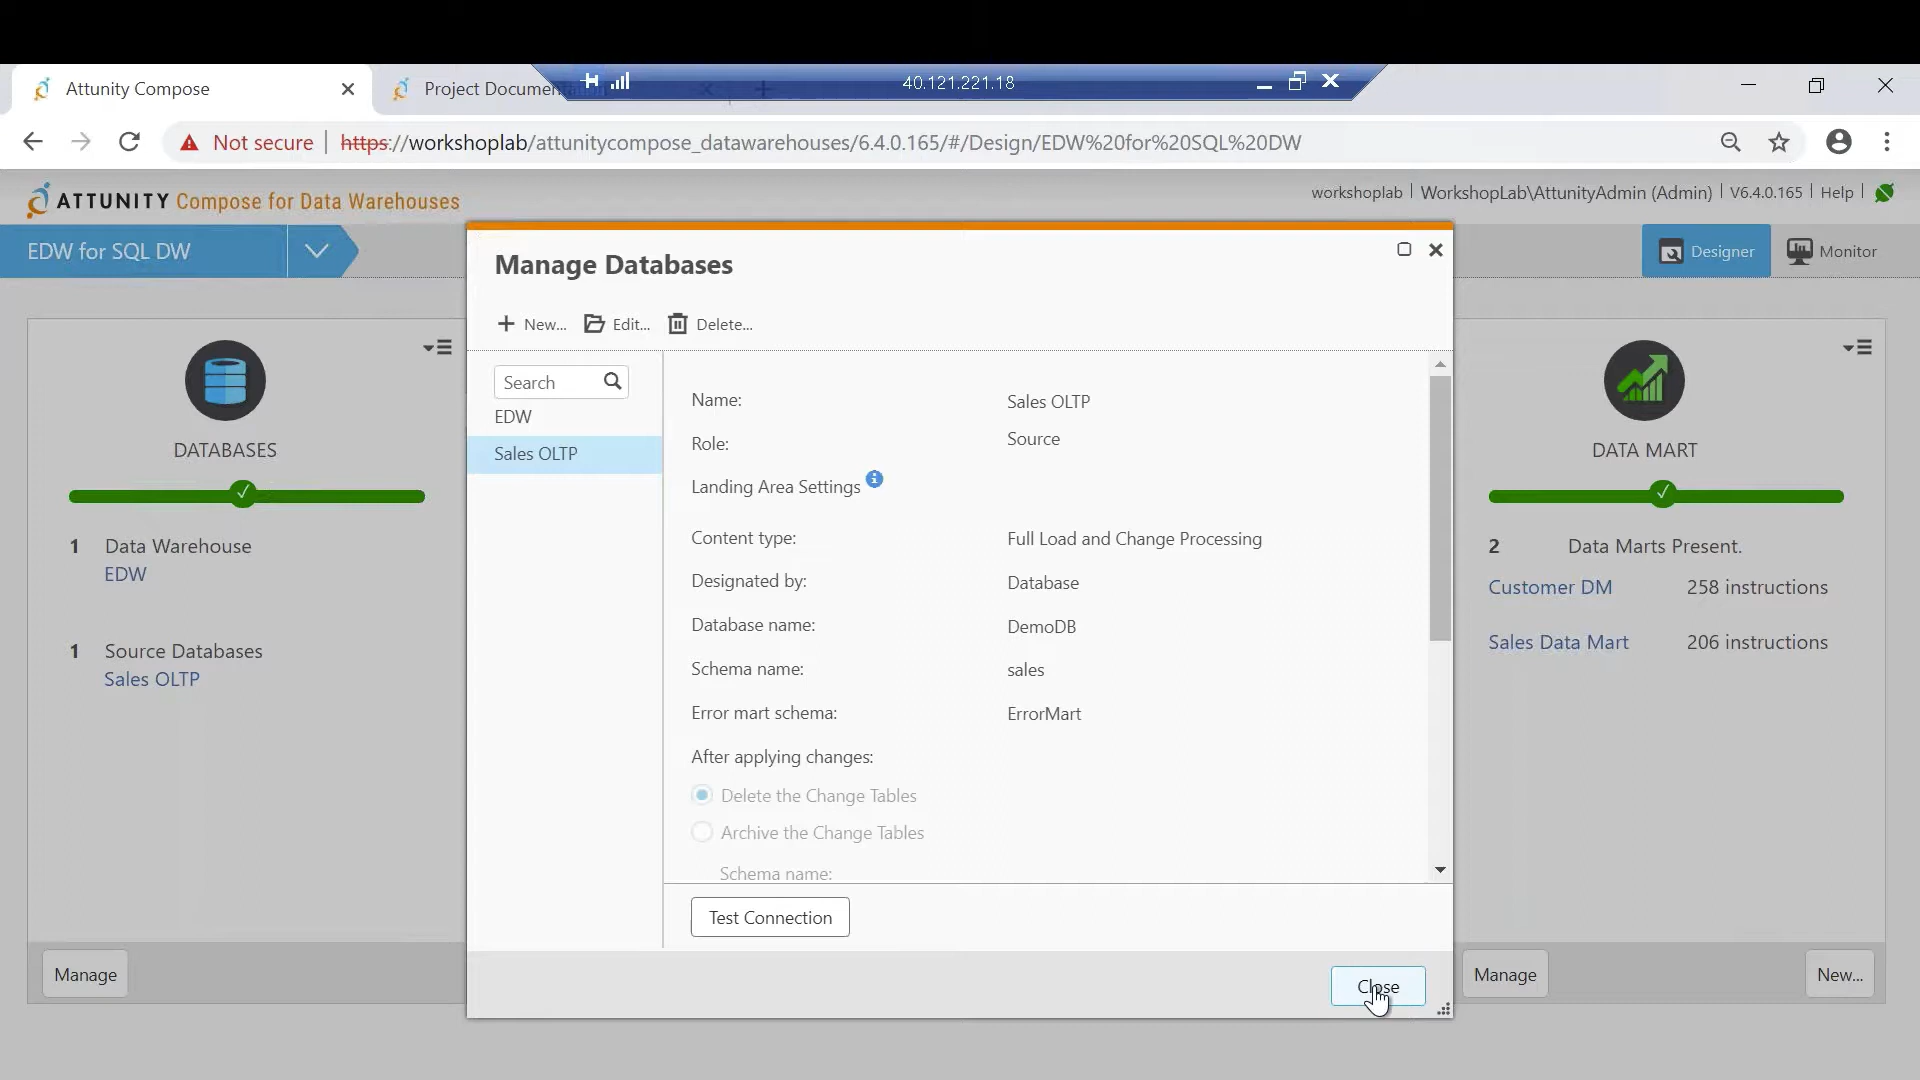 Attunity Compose
Project Documen
40.121.221.18
Not secure
https://workshoplab/attunitycompose_datawarehouses/6.4.0.165/#/Design/EDW%20for%20SQL%20DW
ATTUNITY Compose for Data Warehouses
workshoplab | WorkshopLab\AttunityAdmin (Admin) | V6.4.0.165 | Help |
EDW for SQL DW
Designer
Monitor
Manage Databases
New...
Edit...
Delete...
Search
EDW
Sales OLTP
Name: Sales OLTP
Role: Source
Landing Area Settings
Content type: Full Load and Change Processing
Designated by: Database
Database name: DemoDB
Schema name: sales
Error mart schema: ErrorMart
After applying changes:
Delete the Change Tables
Archive the Change Tables
Schema name:
Test Connection
Close
DATABASES
1 Data Warehouse
EDW
1 Source Databases
Sales OLTP
Manage
DATA MART
2 Data Marts Present.
Customer DM 258 instructions
Sales Data Mart 206 instructions
Manage
New...